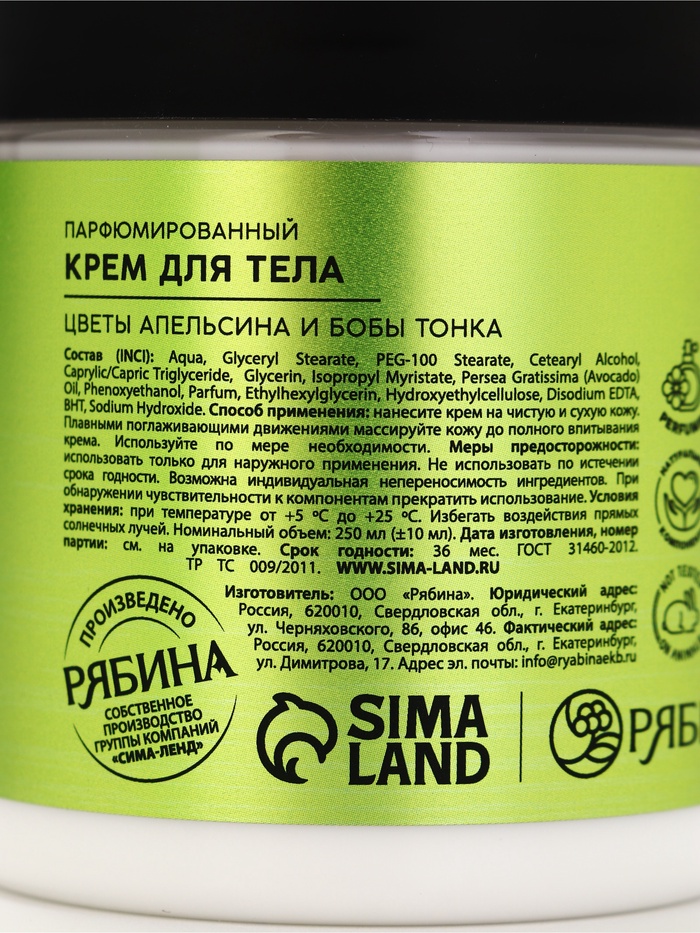 ПАРФЮМИРОВАННЫЙ
КРЕМ ДЛЯ ТЕЛА
ЦВЕТЫ АПЕЛЬСИНА И БОБЫ ТОНКА
Состав (INCI): Aqua, Glyceryl Stearate, PEG-100 Stearate, Cetearyl Alcohol,
Caprylic/Capric Triglyceride, Glycerin, Isopropyl Myristate, Persea Gratissima (Avocado)
Oil, Phenoxyethanol, Parfum, Ethylhexylglycerin, Hydroxyethylcellulose, Disodium EDTA,
BHT, Sodium Hydroxide. Способ применения: нанесите крем на чистую и сухую кожу.
Плавными поглаживающими движениями массируйте кожу до полного впитывания
крема. Используйте по мере необходимости. Меры предосторожности:
использовать только для наружного применения. Не использовать по истечении
срока годности. Возможна индивидуальная непереносимость ингредиентов. При
обнаружении чувствительности к компонентам прекратить использование. Условия
хранения: при температуре от +5 ºС до +25 ºС. Избегать воздействия прямых
солнечных лучей. Номинальный объем: 250 мл (±10 мл). Дата изготовления, номер
партии: см. на упаковке. Срок годности: 36 мес. ГОСТ 31460-2012.
ТР ТС 009/2011. WWW.SIMA-LAND.RU
Изготовитель: ООО «Рябина». Юридический адрес:
Россия, 620010, Свердловская обл., г. Екатеринбург,
ул. Черняховского, 86, офис 46. Фактический адрес:
Россия, 620010, Свердловская обл., г. Екатеринбург,
ул. Димитрова, 17. Адрес эл. почты: info@ryabinaekb.ru
ПРОИЗВЕДЕНО
РЯБИНА
СОБСТВЕННОЕ
ПРОИЗВОДСТВО
ГРУППЫ КОМПАНИЙ
«СИМА-ЛЕНД»
SIMA
LAND
NOT